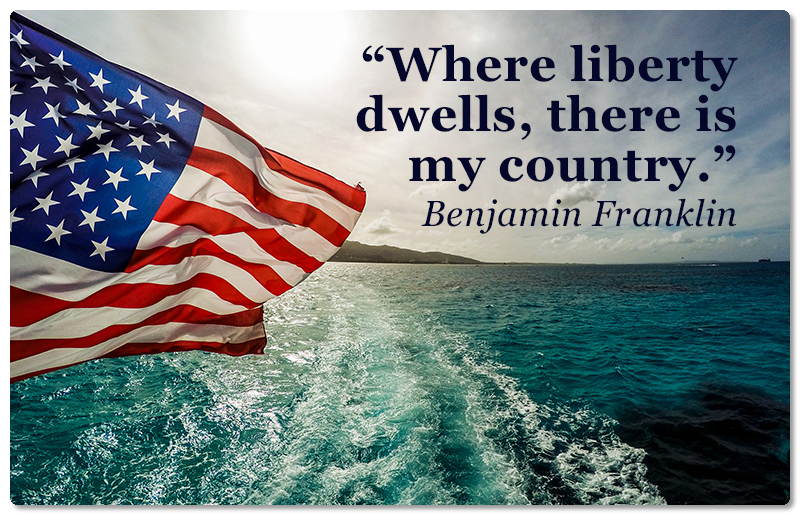 “Where liberty
dwells, there is
my country.”
Benjamin Franklin